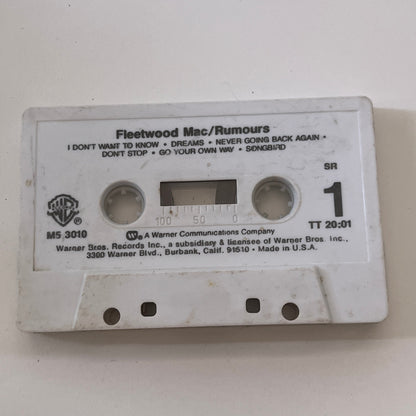 Fleetwood Mac/Rumours
I DON'T WANT TO KNOW • DREAMS • NEVER GOING BACK AGAIN •
DON'T STOP • GO YOUR OWN WAY • SONGBIRD
SR
1
100 50 0
M5 3010
TT 20:01
A Warner Communications Company
Warner Bros. Records Inc., a subsidiary & licensee of Warner Bros. Inc.,
3300 Warner Blvd., Burbank, Calif. 91510 • Made in U.S.A.